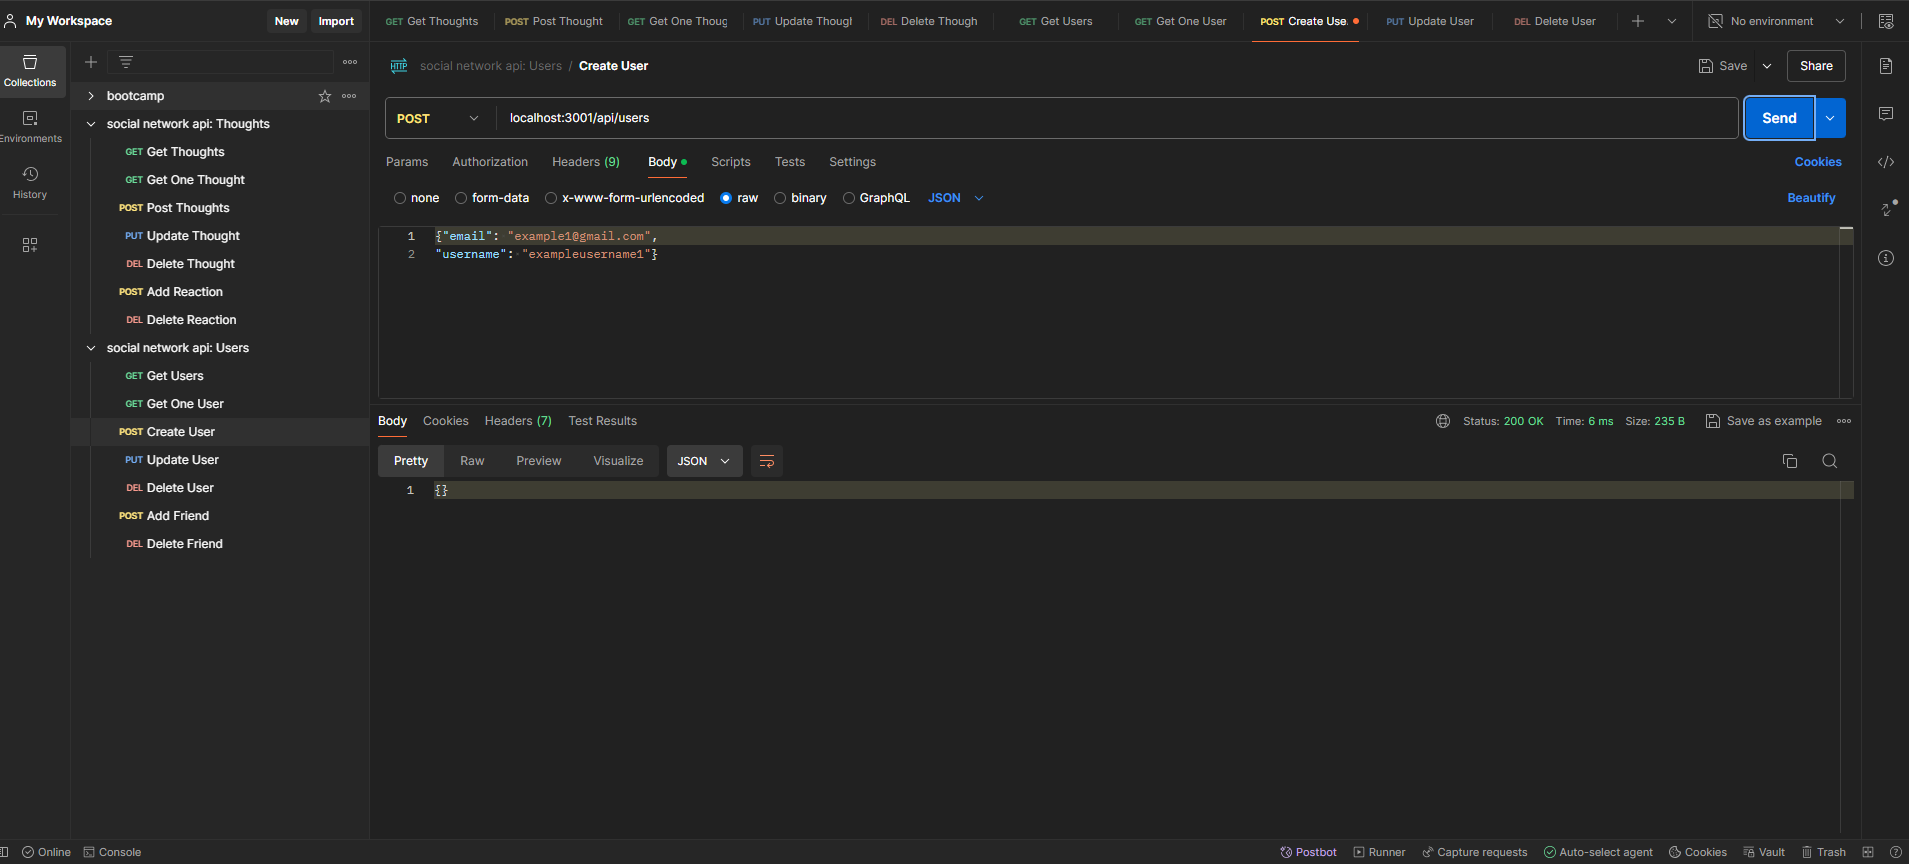 My Workspace
New
Import
GET Get Thoughts
POST Post Thought
GET Get One Thoug
PUT Update Though
DEL Delete Though
GET Get Users
GET Get One User
POST Create Use
PUT Update User
DEL Delete User
No environment
Collections
Environments
History
bootcamp
social network api: Thoughts
GET Get Thoughts
GET Get One Thought
POST Post Thoughts
PUT Update Thought
DEL Delete Thought
POST Add Reaction
DEL Delete Reaction
social network api: Users
GET Get Users
GET Get One User
POST Create User
PUT Update User
DEL Delete User
POST Add Friend
DEL Delete Friend
HTTP social network api: Users / Create User
Save
Share
POST
localhost:3001/api/users
Send
Params
Authorization
Headers (9)
Body
Scripts
Tests
Settings
Cookies
none
form-data
x-www-form-urlencoded
raw
binary
GraphQL
JSON
Beautify
1 {"email": "example1@gmail.com",
2 "username": "exampleusername1"}
Body
Cookies
Headers (7)
Test Results
Status: 200 OK
Time: 6 ms
Size: 235 B
Save as example
Pretty
Raw
Preview
Visualize
JSON
1 {}
Online
Console
Postbot
Runner
Capture requests
Auto-select agent
Cookies
Vault
Trash